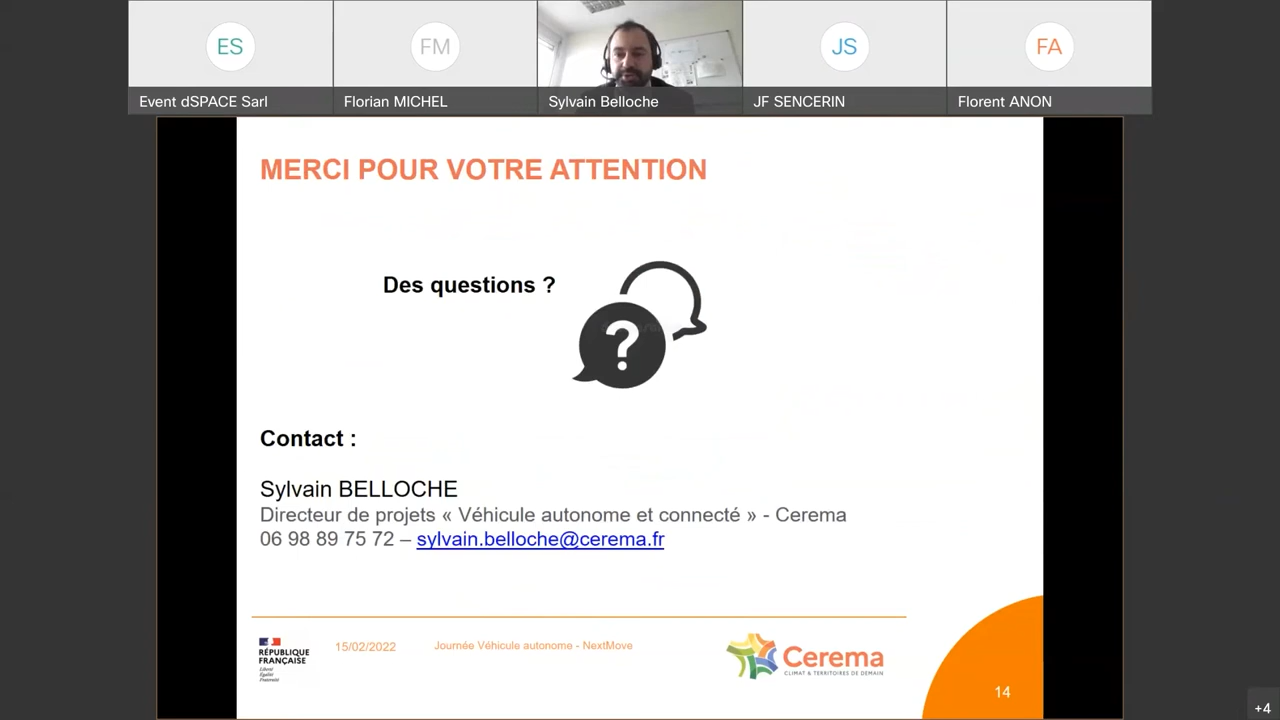 ES
FM
JS
FA
Event dSPACE Sarl
Florian MICHEL
Sylvain Belloche
JF SENCERIN
Florent ANON
MERCI POUR VOTRE ATTENTION
Des questions ?
?
Contact :
Sylvain BELLOCHE
Directeur de projets « Véhicule autonome et connecté » - Cerema
06 98 89 75 72 – sylvain.belloche@cerema.fr
RÉPUBLIQUE
FRANÇAISE
Liberté
Égalité
Fraternité
15/02/2022
Journée Véhicule autonome - NextMove
Cerema
CLIMAT & TERRITOIRES DE DEMAIN
14
+4